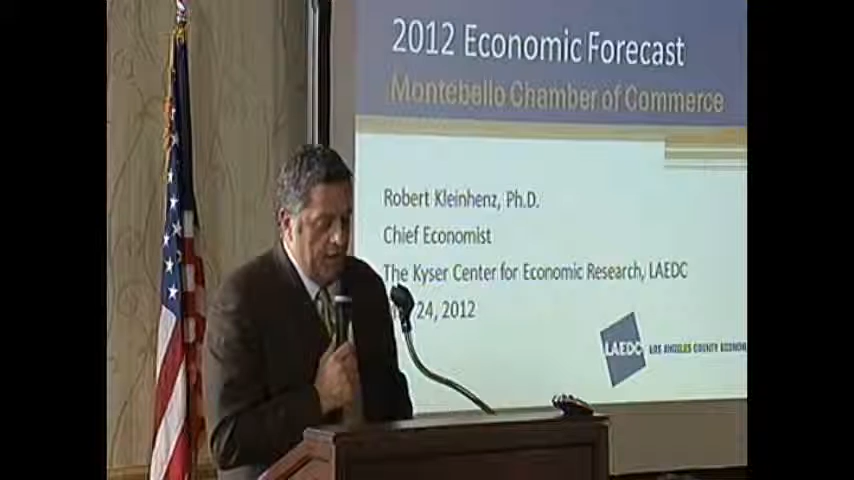 2012 Economic Forecast
Montebello Chamber of Commerce
Robert Kleinhenz, Ph.D.
Chief Economist
The Kyser Center for Economic Research, LAEDC
24, 2012
LAEDC LOS ANGELES COUNTY